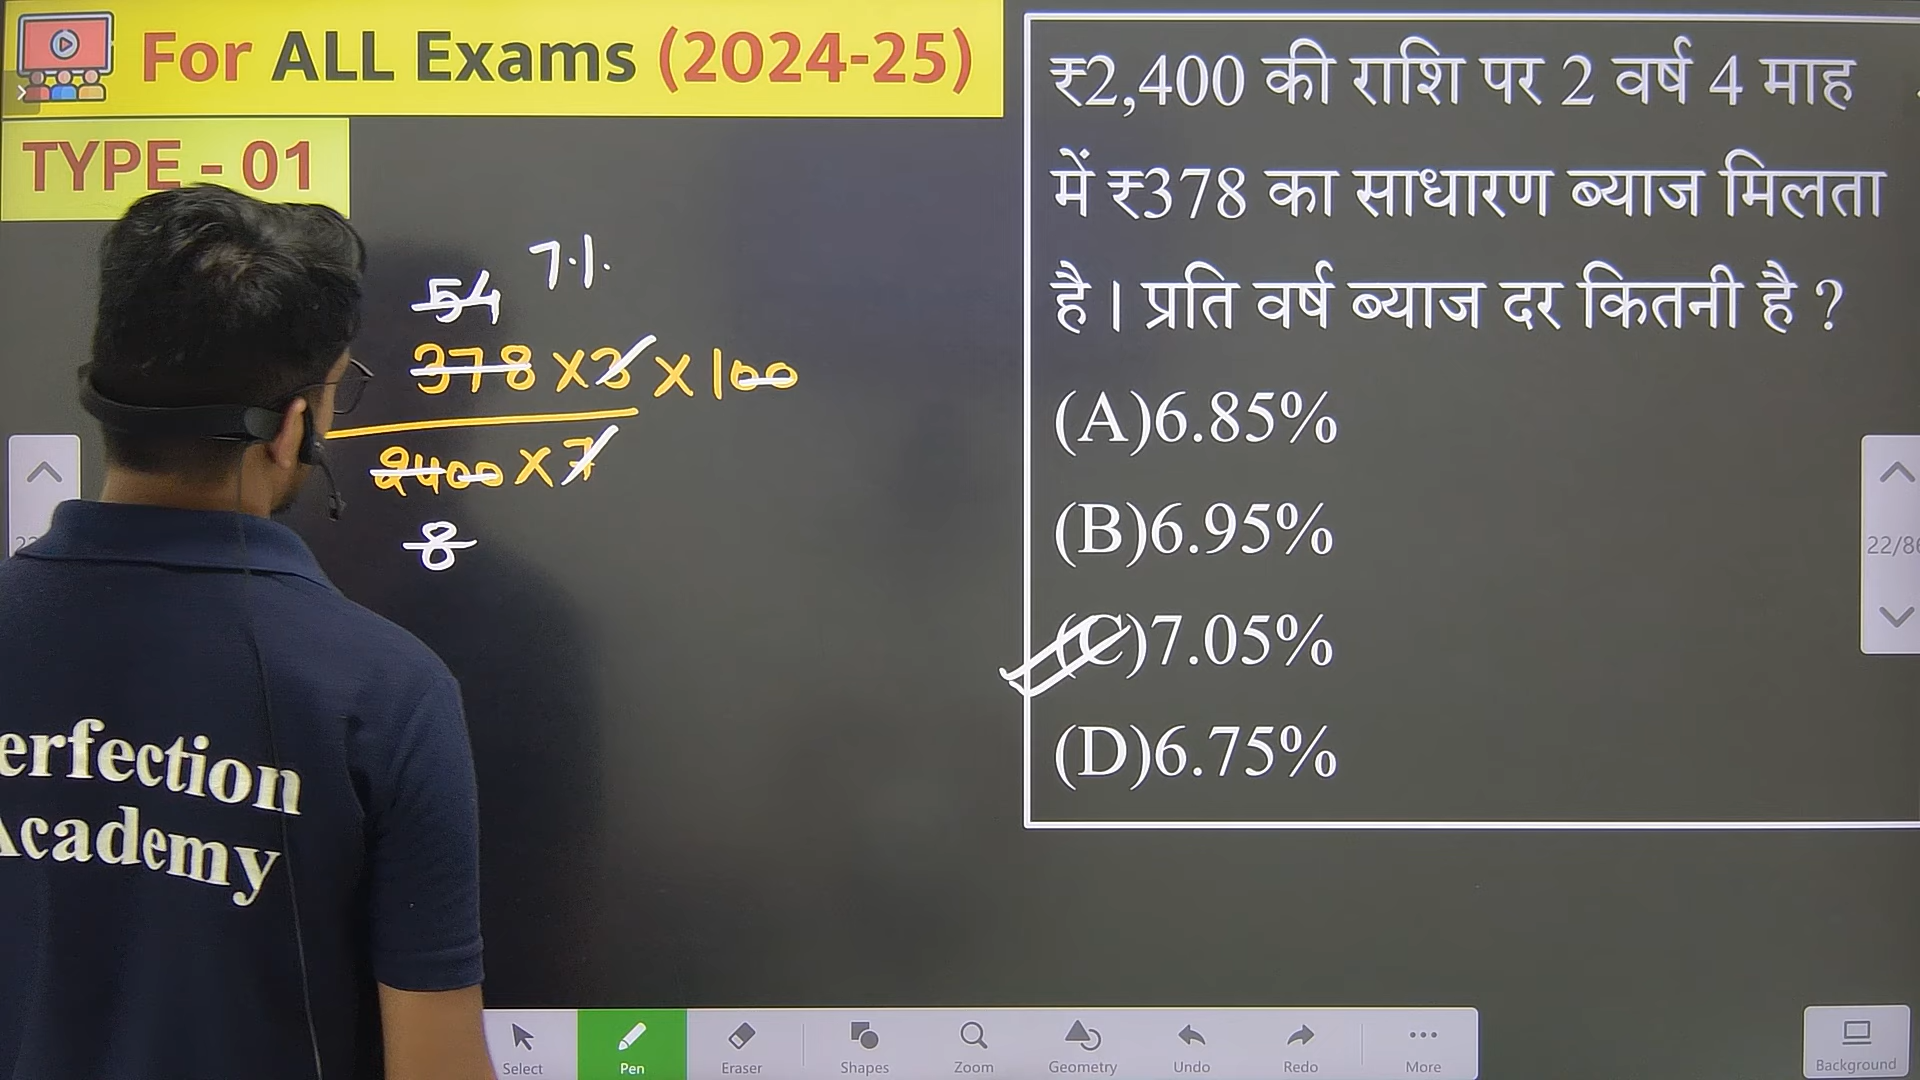 For ALL Exams (2024-25)
TYPE - 01
7%
54
378 × 3 × 100
2400 × 7
8
₹2,400 की राशि पर 2 वर्ष 4 माह
में ₹378 का साधारण ब्याज मिलता
है। प्रति वर्ष ब्याज दर कितनी है ?
(A)6.85%
(B)6.95%
(C)7.05%
(D)6.75%
22/86
erfection
Academy
Select Pen Eraser Shapes Zoom Geometry Undo Redo More Background